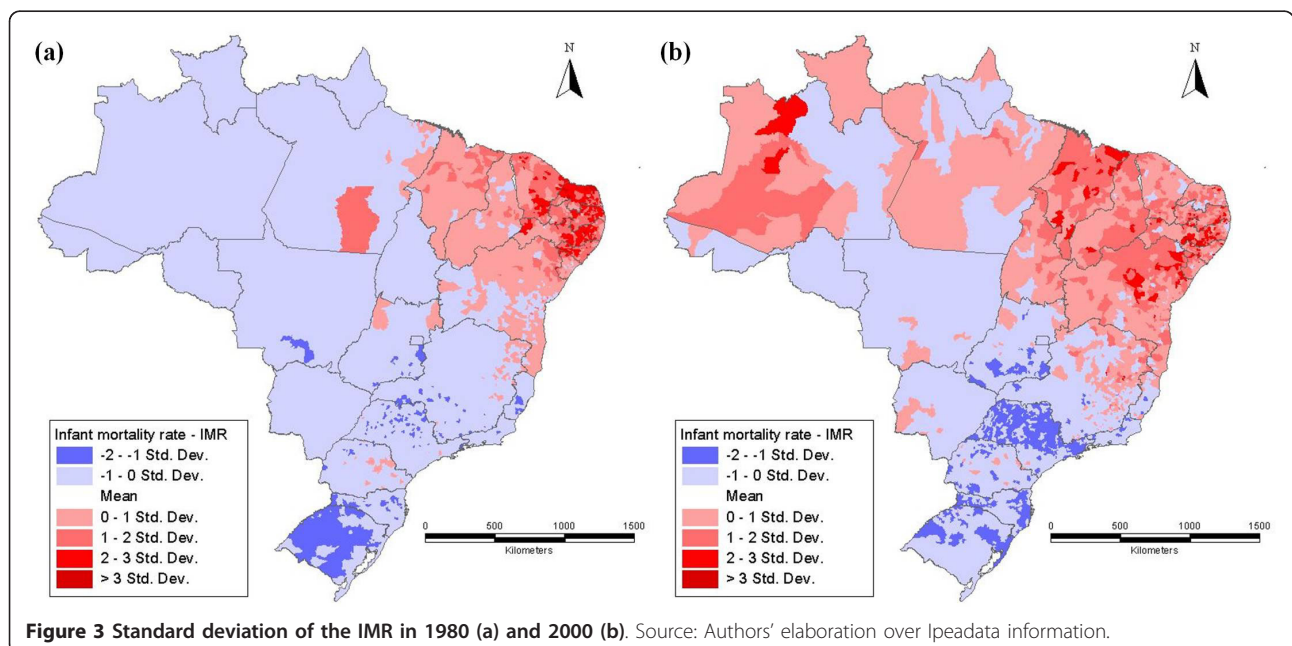 (a)
N
Infant mortality rate - IMR
-2 - -1 Std. Dev.
-1 - 0 Std. Dev.
Mean
0 - 1 Std. Dev.
1 - 2 Std. Dev.
2 - 3 Std. Dev.
> 3 Std. Dev.
0 500 1000 1500
Kilometers
(b)
N
Infant mortality rate - IMR
-2 - -1 Std. Dev.
-1 - 0 Std. Dev.
Mean
0 - 1 Std. Dev.
1 - 2 Std. Dev.
2 - 3 Std. Dev.
> 3 Std. Dev.
0 500 1000 1500
Kilometers
Figure 3 Standard deviation of the IMR in 1980 (a) and 2000 (b). Source: Authors' elaboration over Ipeadata information.